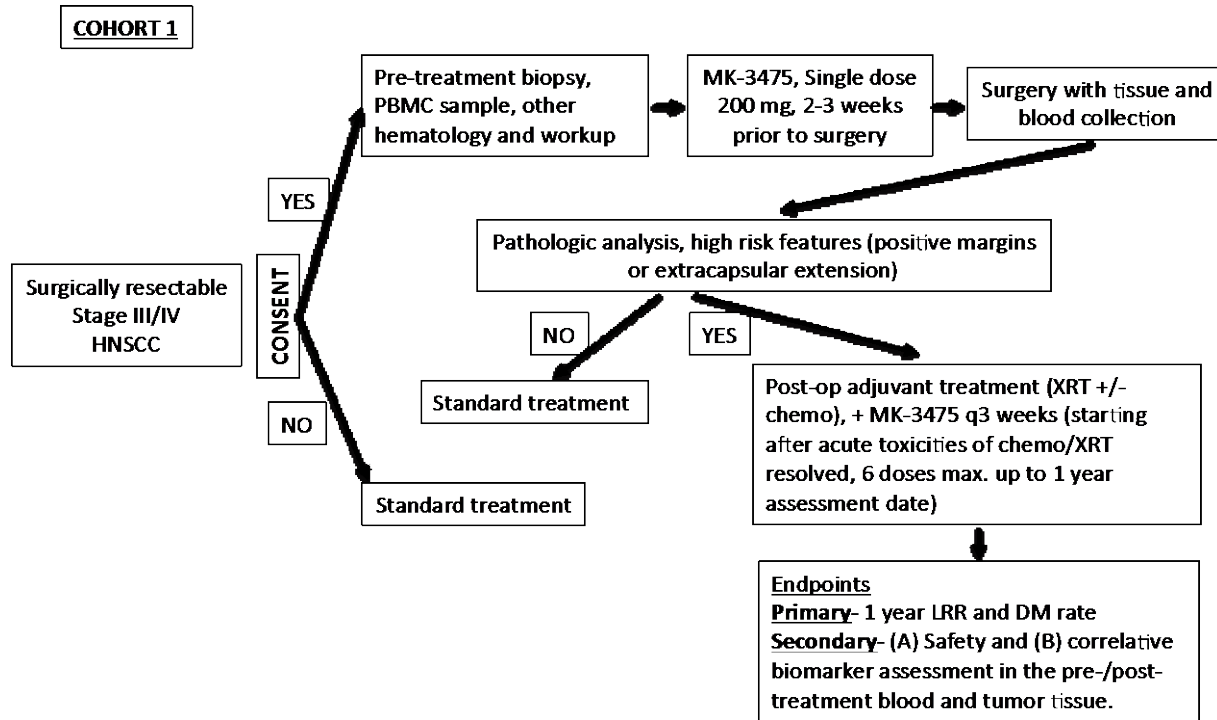 COHORT 1
Pre-treatment biopsy,
PBMC sample, other
hematology and workup
MK-3475, Single dose
200 mg, 2-3 weeks
prior to surgery
Surgery with tissue and
blood collection
YES
Pathologic analysis, high risk features (positive margins
or extracapsular extension)
Surgically resectable
Stage III/IV
HNSCC
CONSENT
NO
YES
Standard treatment
Post-op adjuvant treatment (XRT +/-
chemo), + MK-3475 q3 weeks (starting
after acute toxicities of chemo/XRT
resolved, 6 doses max. up to 1 year
assessment date)
NO
Standard treatment
Endpoints
Primary- 1 year LRR and DM rate
Secondary- (A) Safety and (B) correlative
biomarker assessment in the pre-/post-
treatment blood and tumor tissue.